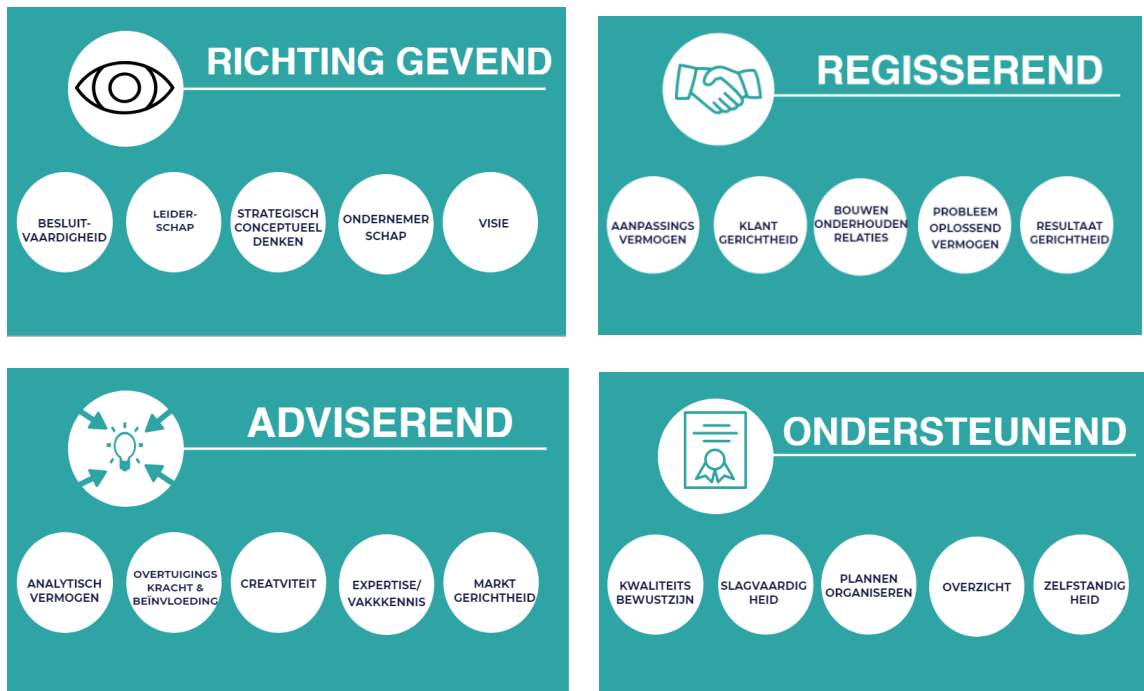 RICHTING GEVEND
BESLUIT-
VAARDIGHEID
LEIDER-
SCHAP
STRATEGISCH
CONCEPTUEEL
DENKEN
ONDERNEMER
SCHAP
VISIE
REGISSEREND
AANPASSINGS
VERMOGEN
KLANT
GERICHTHEID
BOUWEN
ONDERHOUDEN
RELATIES
PROBLEEM
OPLOSSEND
VERMOGEN
RESULTAAT
GERICHTHEID
ADVISEREND
ANALYTISCH
VERMOGEN
OVERTUIGINGS
KRACHT &
BEÏNVLOEDING
CREATVITEIT
EXPERTISE/
VAKKKENNIS
MARKT
GERICHTHEID
ONDERSTEUNEND
KWALITEITS
BEWUSTZIJN
SLAGVAARDIG
HEID
PLANNEN
ORGANISEREN
OVERZICHT
ZELFSTANDIG
HEID